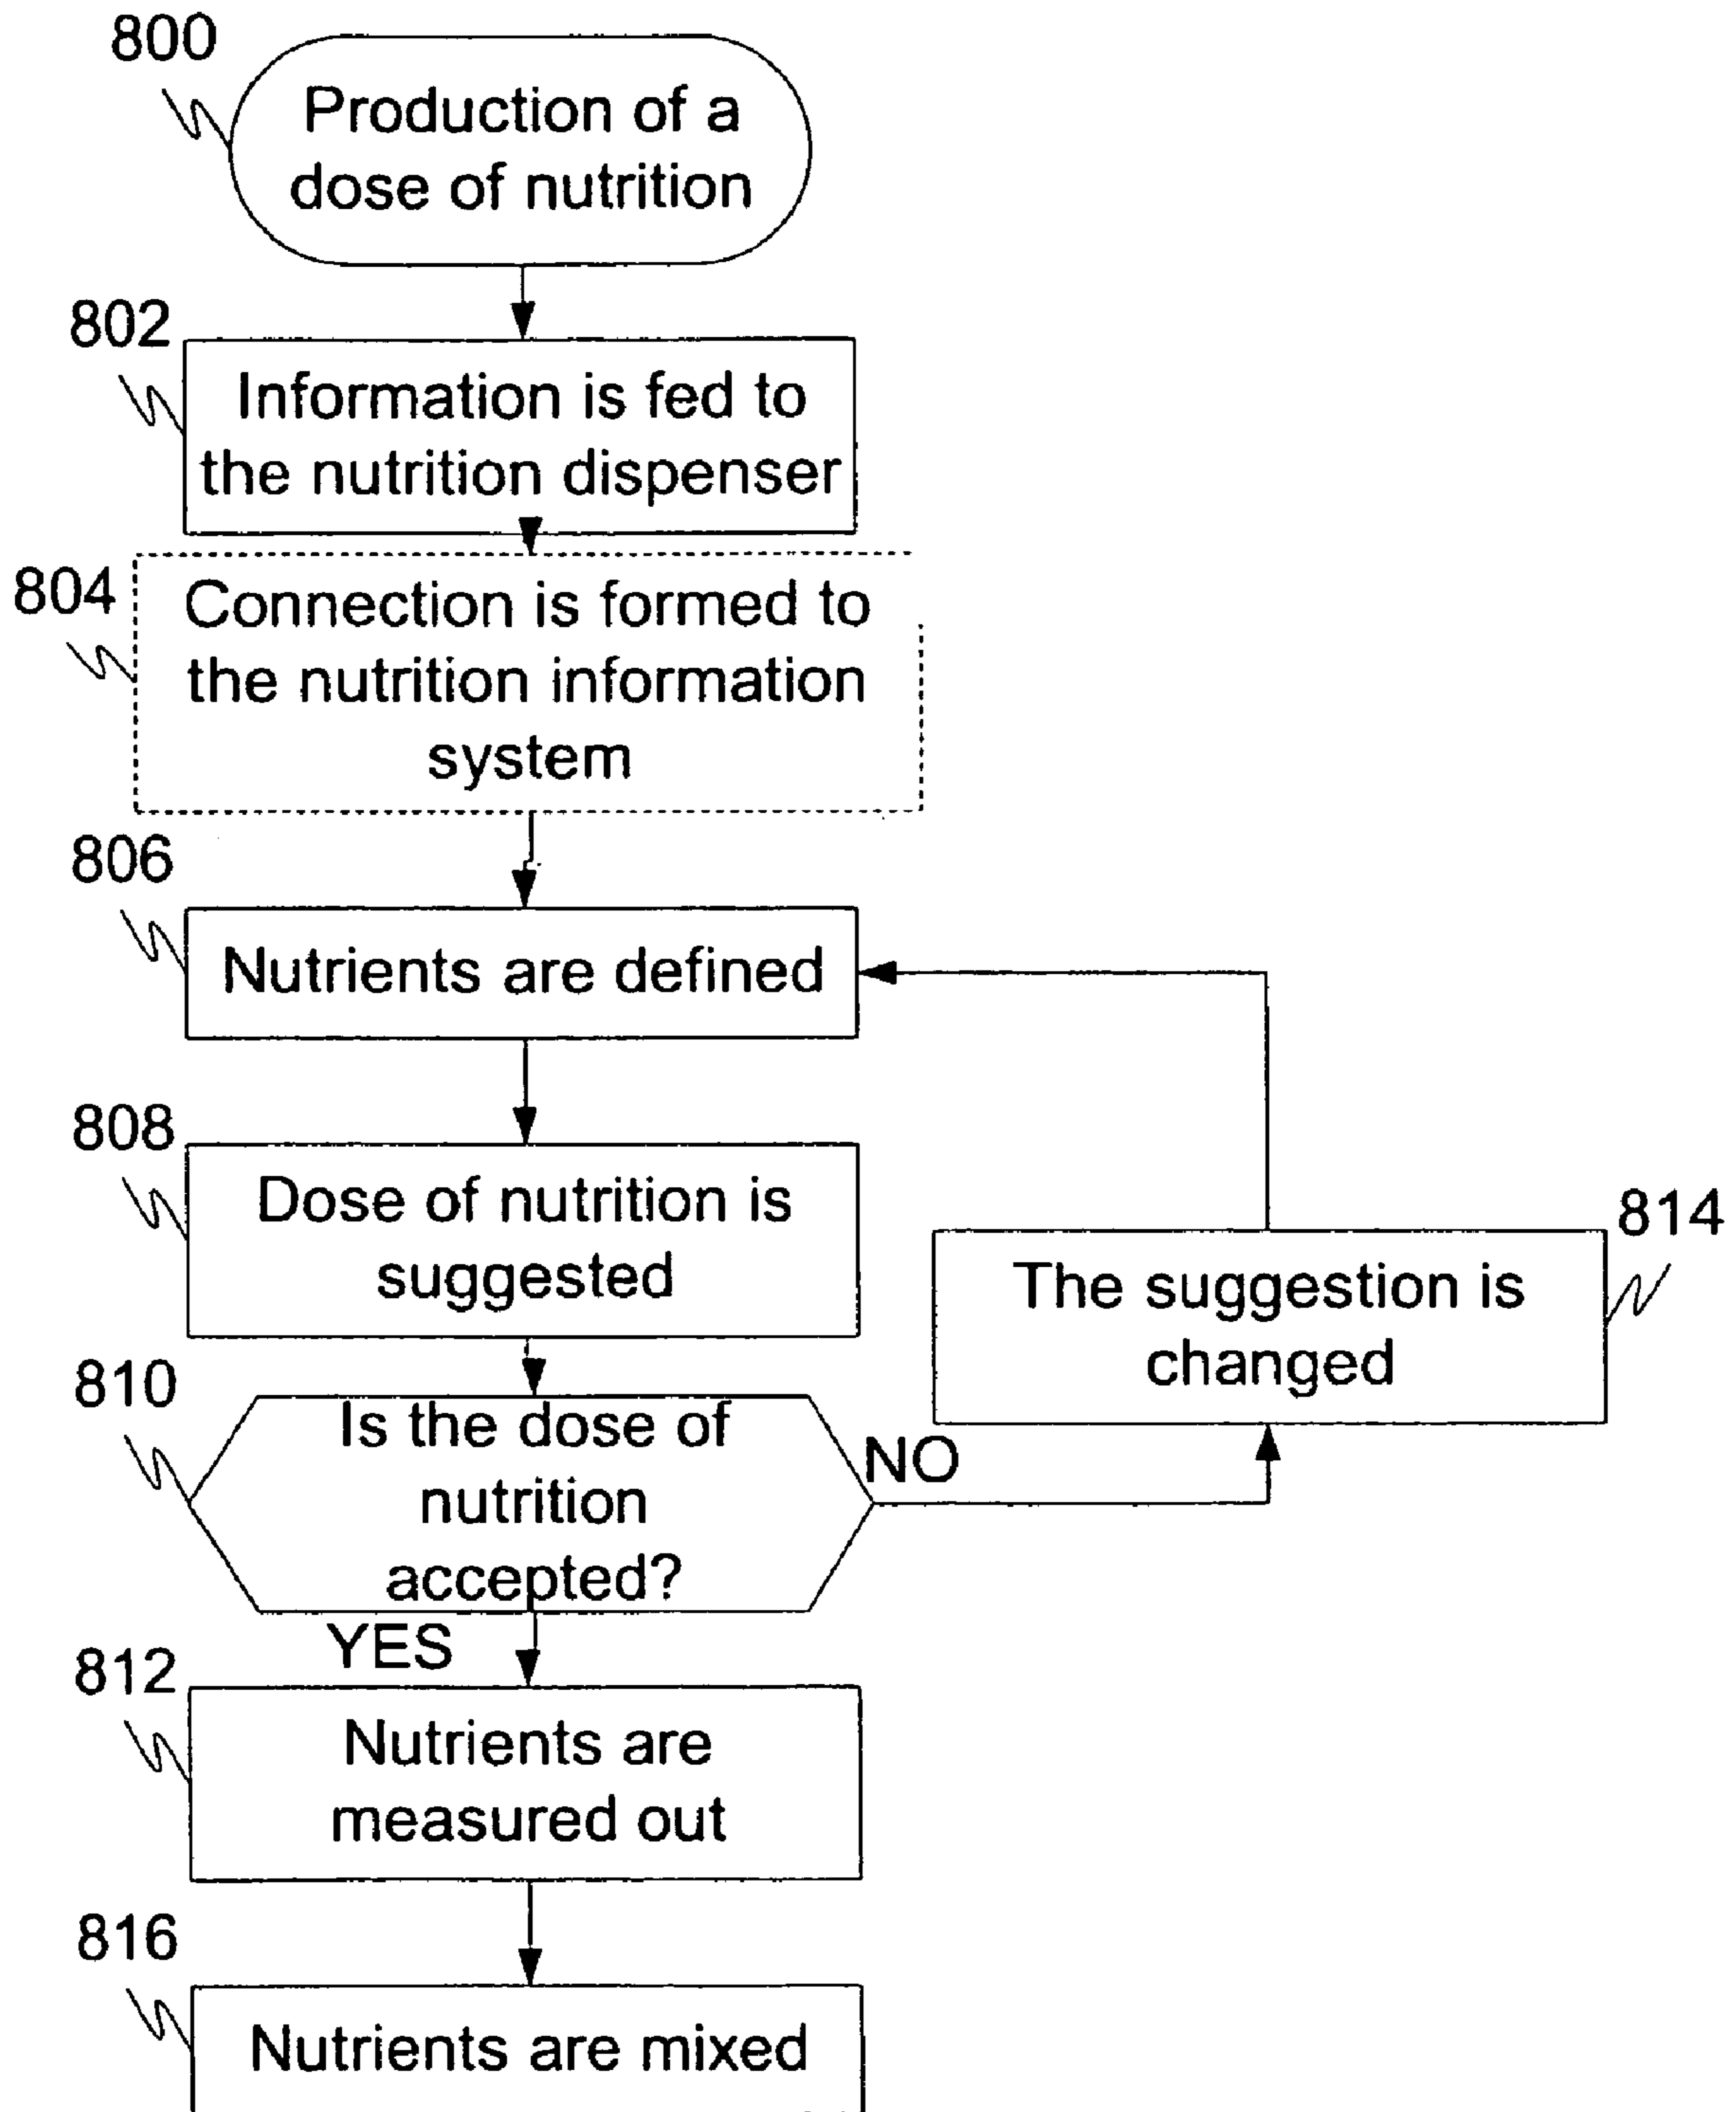 800
Production of a
dose of nutrition
802
Information is fed to
the nutrition dispenser
804
Connection is formed to
the nutrition information
system
806
Nutrients are defined
808
Dose of nutrition is
suggested
814
The suggestion is
changed
810
Is the dose of
nutrition
accepted?
NO
YES
812
Nutrients are
measured out
816
Nutrients are mixed